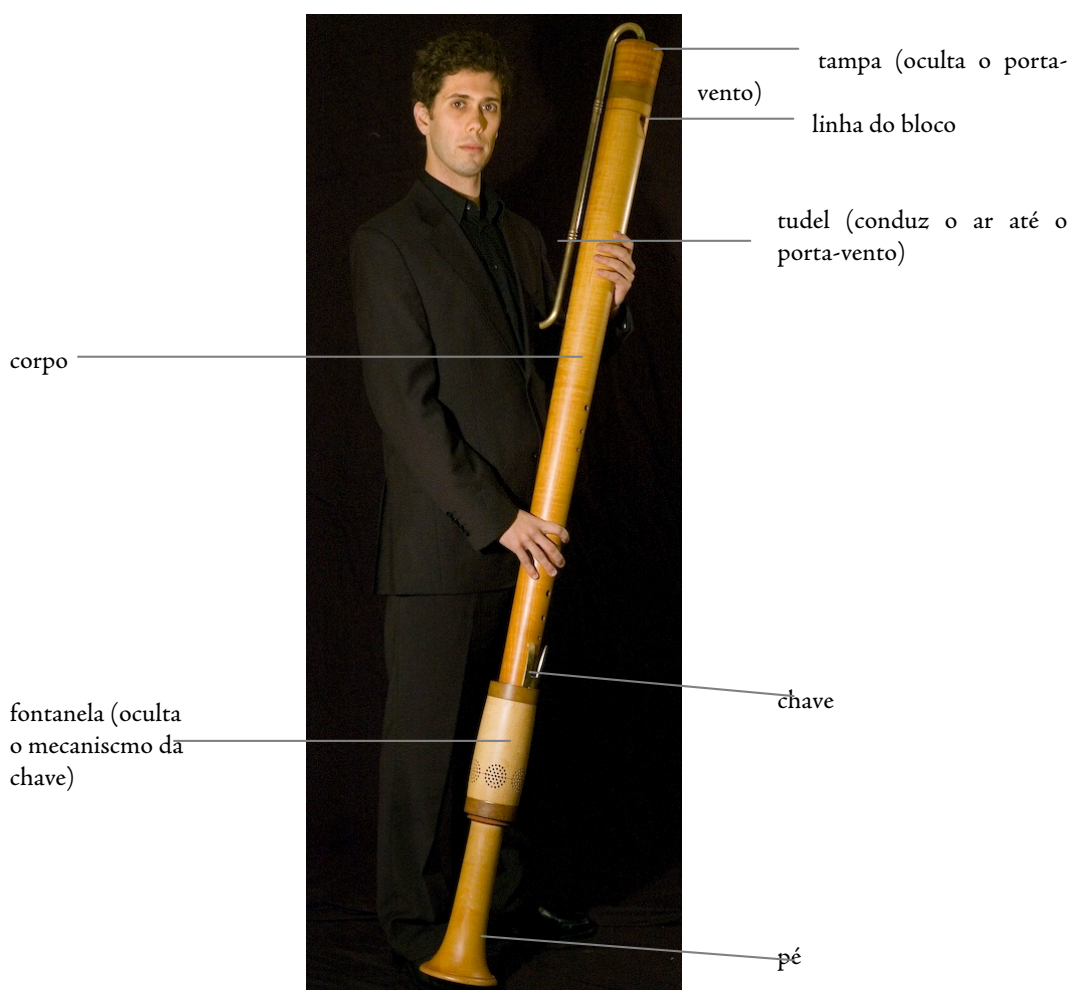 tampa (oculta o porta-
vento)
linha do bloco
tudel (conduz o ar até o
porta-vento)
corpo
chave
fontanela (oculta
o mecaniscmo da
chave)
pé